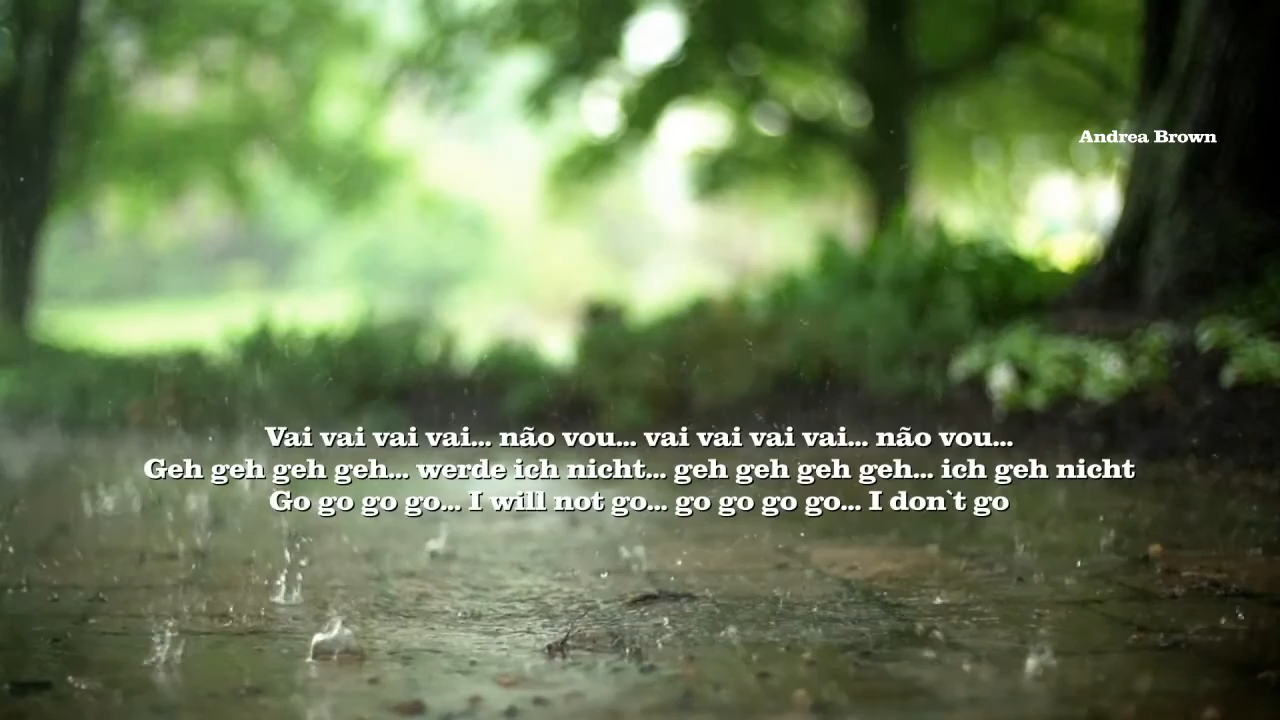 Andrea Brown
Vai vai vai vai... não vou... vai vai vai vai... não vou...
Geh geh geh geh... werde ich nicht... geh geh geh geh... ich geh nicht
Go go go go... I will not go... go go go go... I don`t go